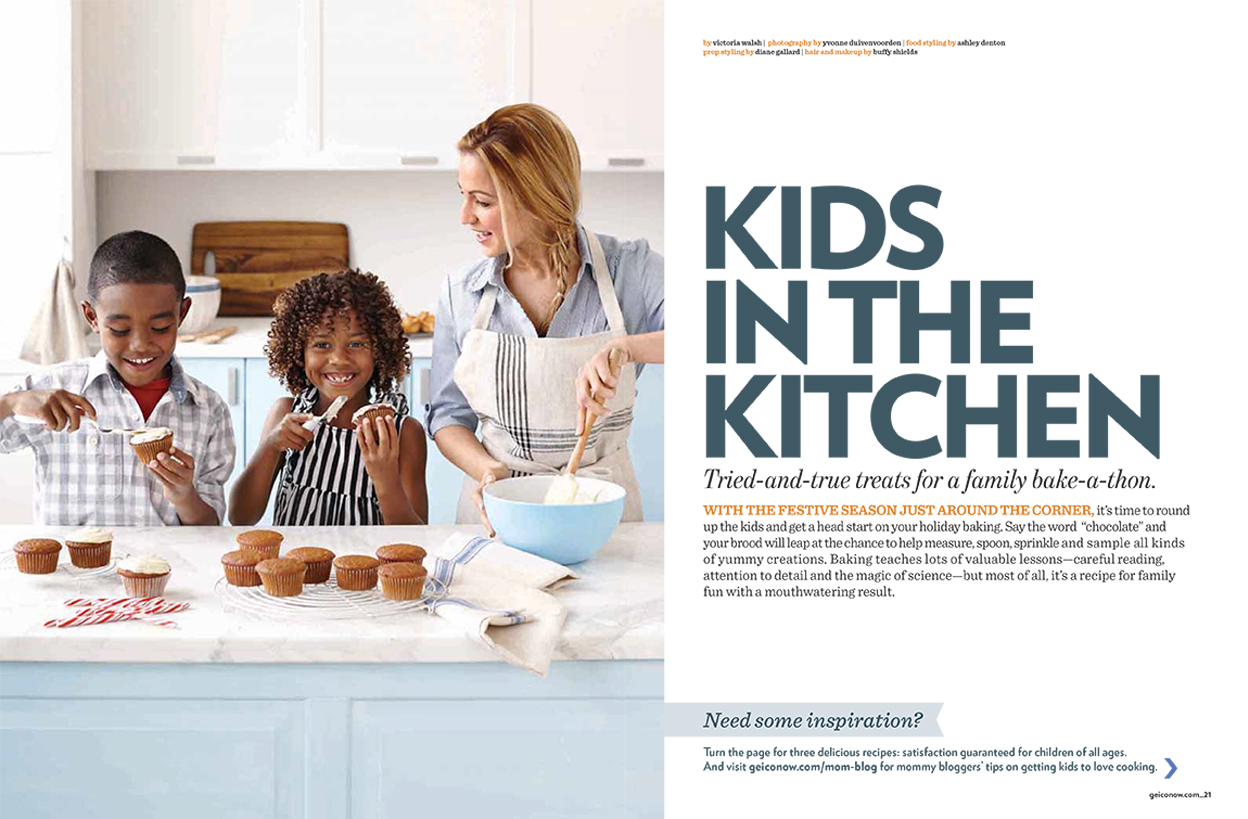 by victoria walsh | photography by yvonne duivenvoorden | food styling by ashley denton
prop styling by diane gallard | hair and makeup by buffy shields
KIDS
IN THE
KITCHEN
Tried-and-true treats for a family bake-a-thon.
WITH THE FESTIVE SEASON JUST AROUND THE CORNER, it's time to round
up the kids and get a head start on your holiday baking. Say the word "chocolate" and
your brood will leap at the chance to help measure, spoon, sprinkle and sample all kinds
of yummy creations. Baking teaches lots of valuable lessons—careful reading,
attention to detail and the magic of science—but most of all, it's a recipe for family
fun with a mouthwatering result.
Need some inspiration?
Turn the page for three delicious recipes: satisfaction guaranteed for children of all ages.
And visit geiconow.com/mom-blog for mommy bloggers' tips on getting kids to love cooking.
geiconow.com_21